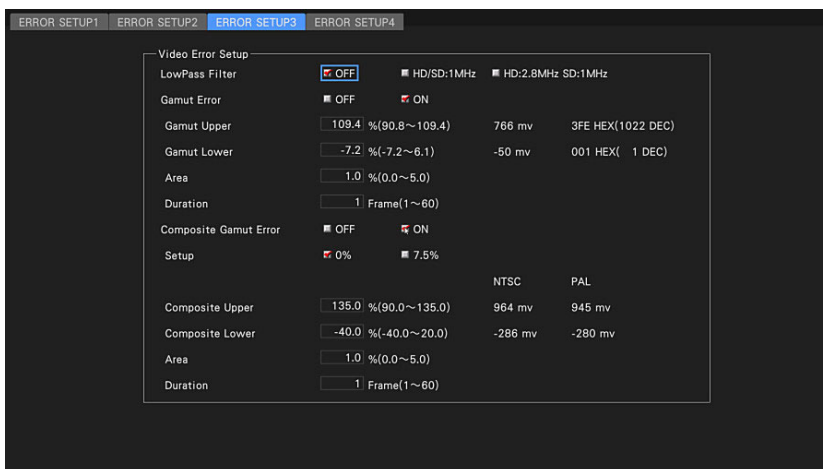 ERROR SETUP1 ERROR SETUP2 ERROR SETUP3 ERROR SETUP4
Video Error Setup
LowPass Filter OFF HD/SD:1MHz HD:2.8MHz SD:1MHz
Gamut Error OFF ON
Gamut Upper 109.4 %(90.8~109.4) 766 mv 3FE HEX(1022 DEC)
Gamut Lower -7.2 %(-7.2~6.1) -50 mv 001 HEX( 1 DEC)
Area 1.0 %(0.0~5.0)
Duration 1 Frame(1~60)
Composite Gamut Error OFF ON
Setup 0% 7.5%
NTSC PAL
Composite Upper 135.0 %(90.0~135.0) 964 mv 945 mv
Composite Lower -40.0 %(-40.0~20.0) -286 mv -280 mv
Area 1.0 %(0.0~5.0)
Duration 1 Frame(1~60)